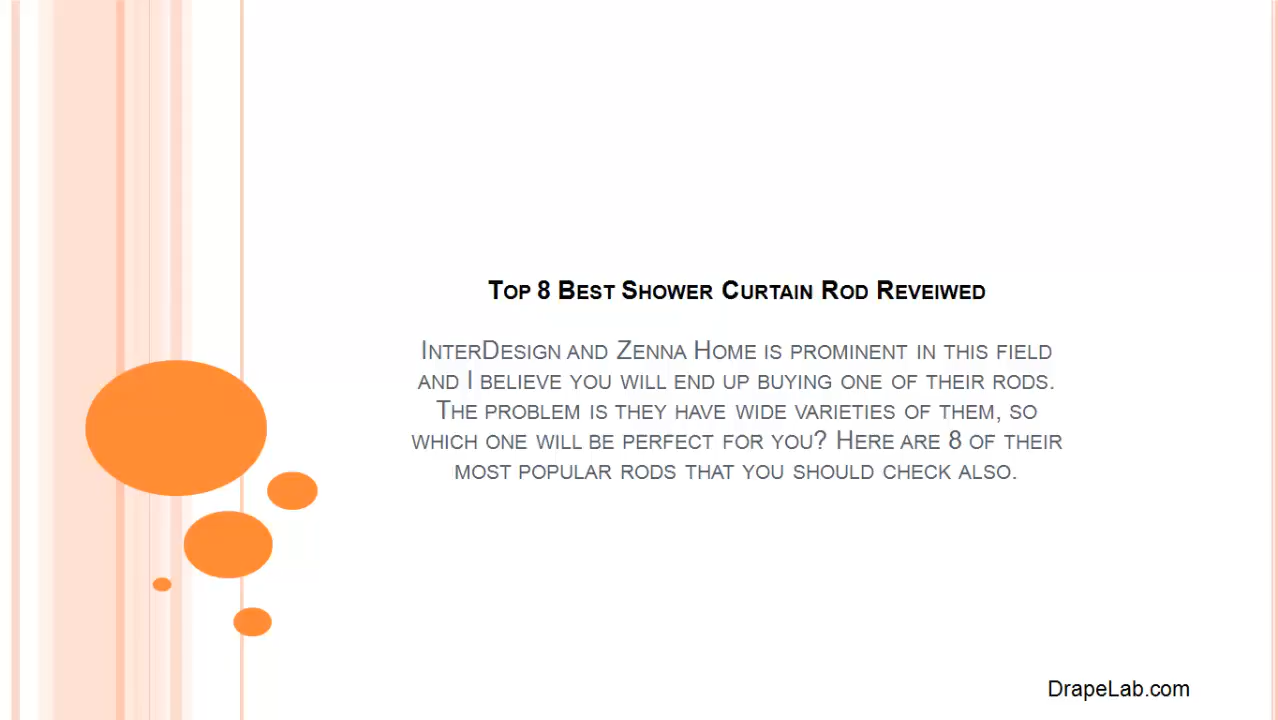 Top 8 Best Shower Curtain Rod Reveiwed
InterDesign and Zenna Home is prominent in this field
and I believe you will end up buying one of their rods.
The problem is they have wide varieties of them, so
which one will be perfect for you? Here are 8 of their
most popular rods that you should check also.
DrapeLab.com